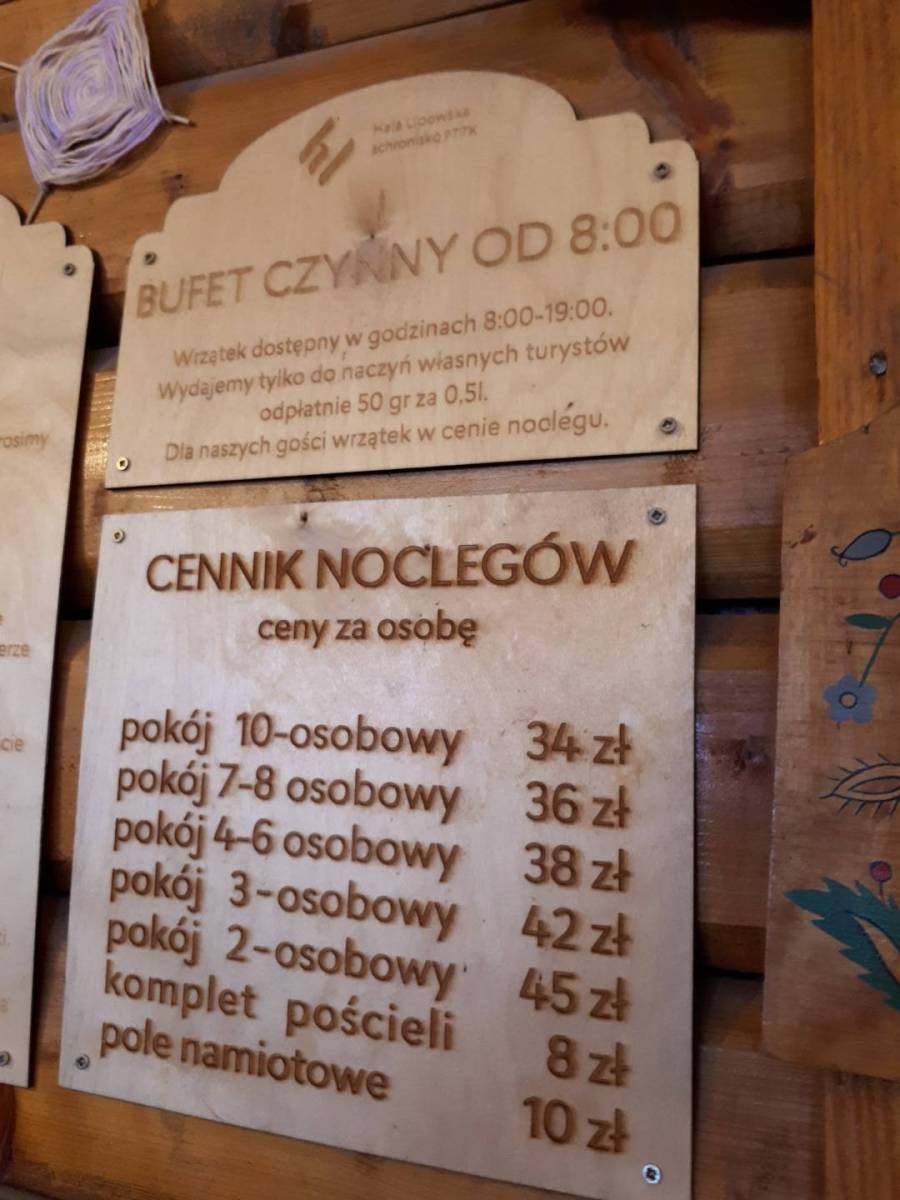 Hala Lipowska
schronisko PTTK
BUFET CZYNNY OD 8:00
Wrzątek dostępny w godzinach 8:00-19:00.
Wydajemy tylko do naczyń własnych turystów
odpłatnie 50 gr za 0,5l.
Dla naszych gości wrzątek w cenie noclegu.
CENNIK NOCLEGÓW
ceny za osobę
pokój 10-osobowy 34 zł
pokój 7-8 osobowy 36 zł
pokój 4-6 osobowy 38 zł
pokój 3-osobowy 42 zł
pokój 2-osobowy 45 zł
komplet pościeli 8 zł
pole namiotowe 10 zł